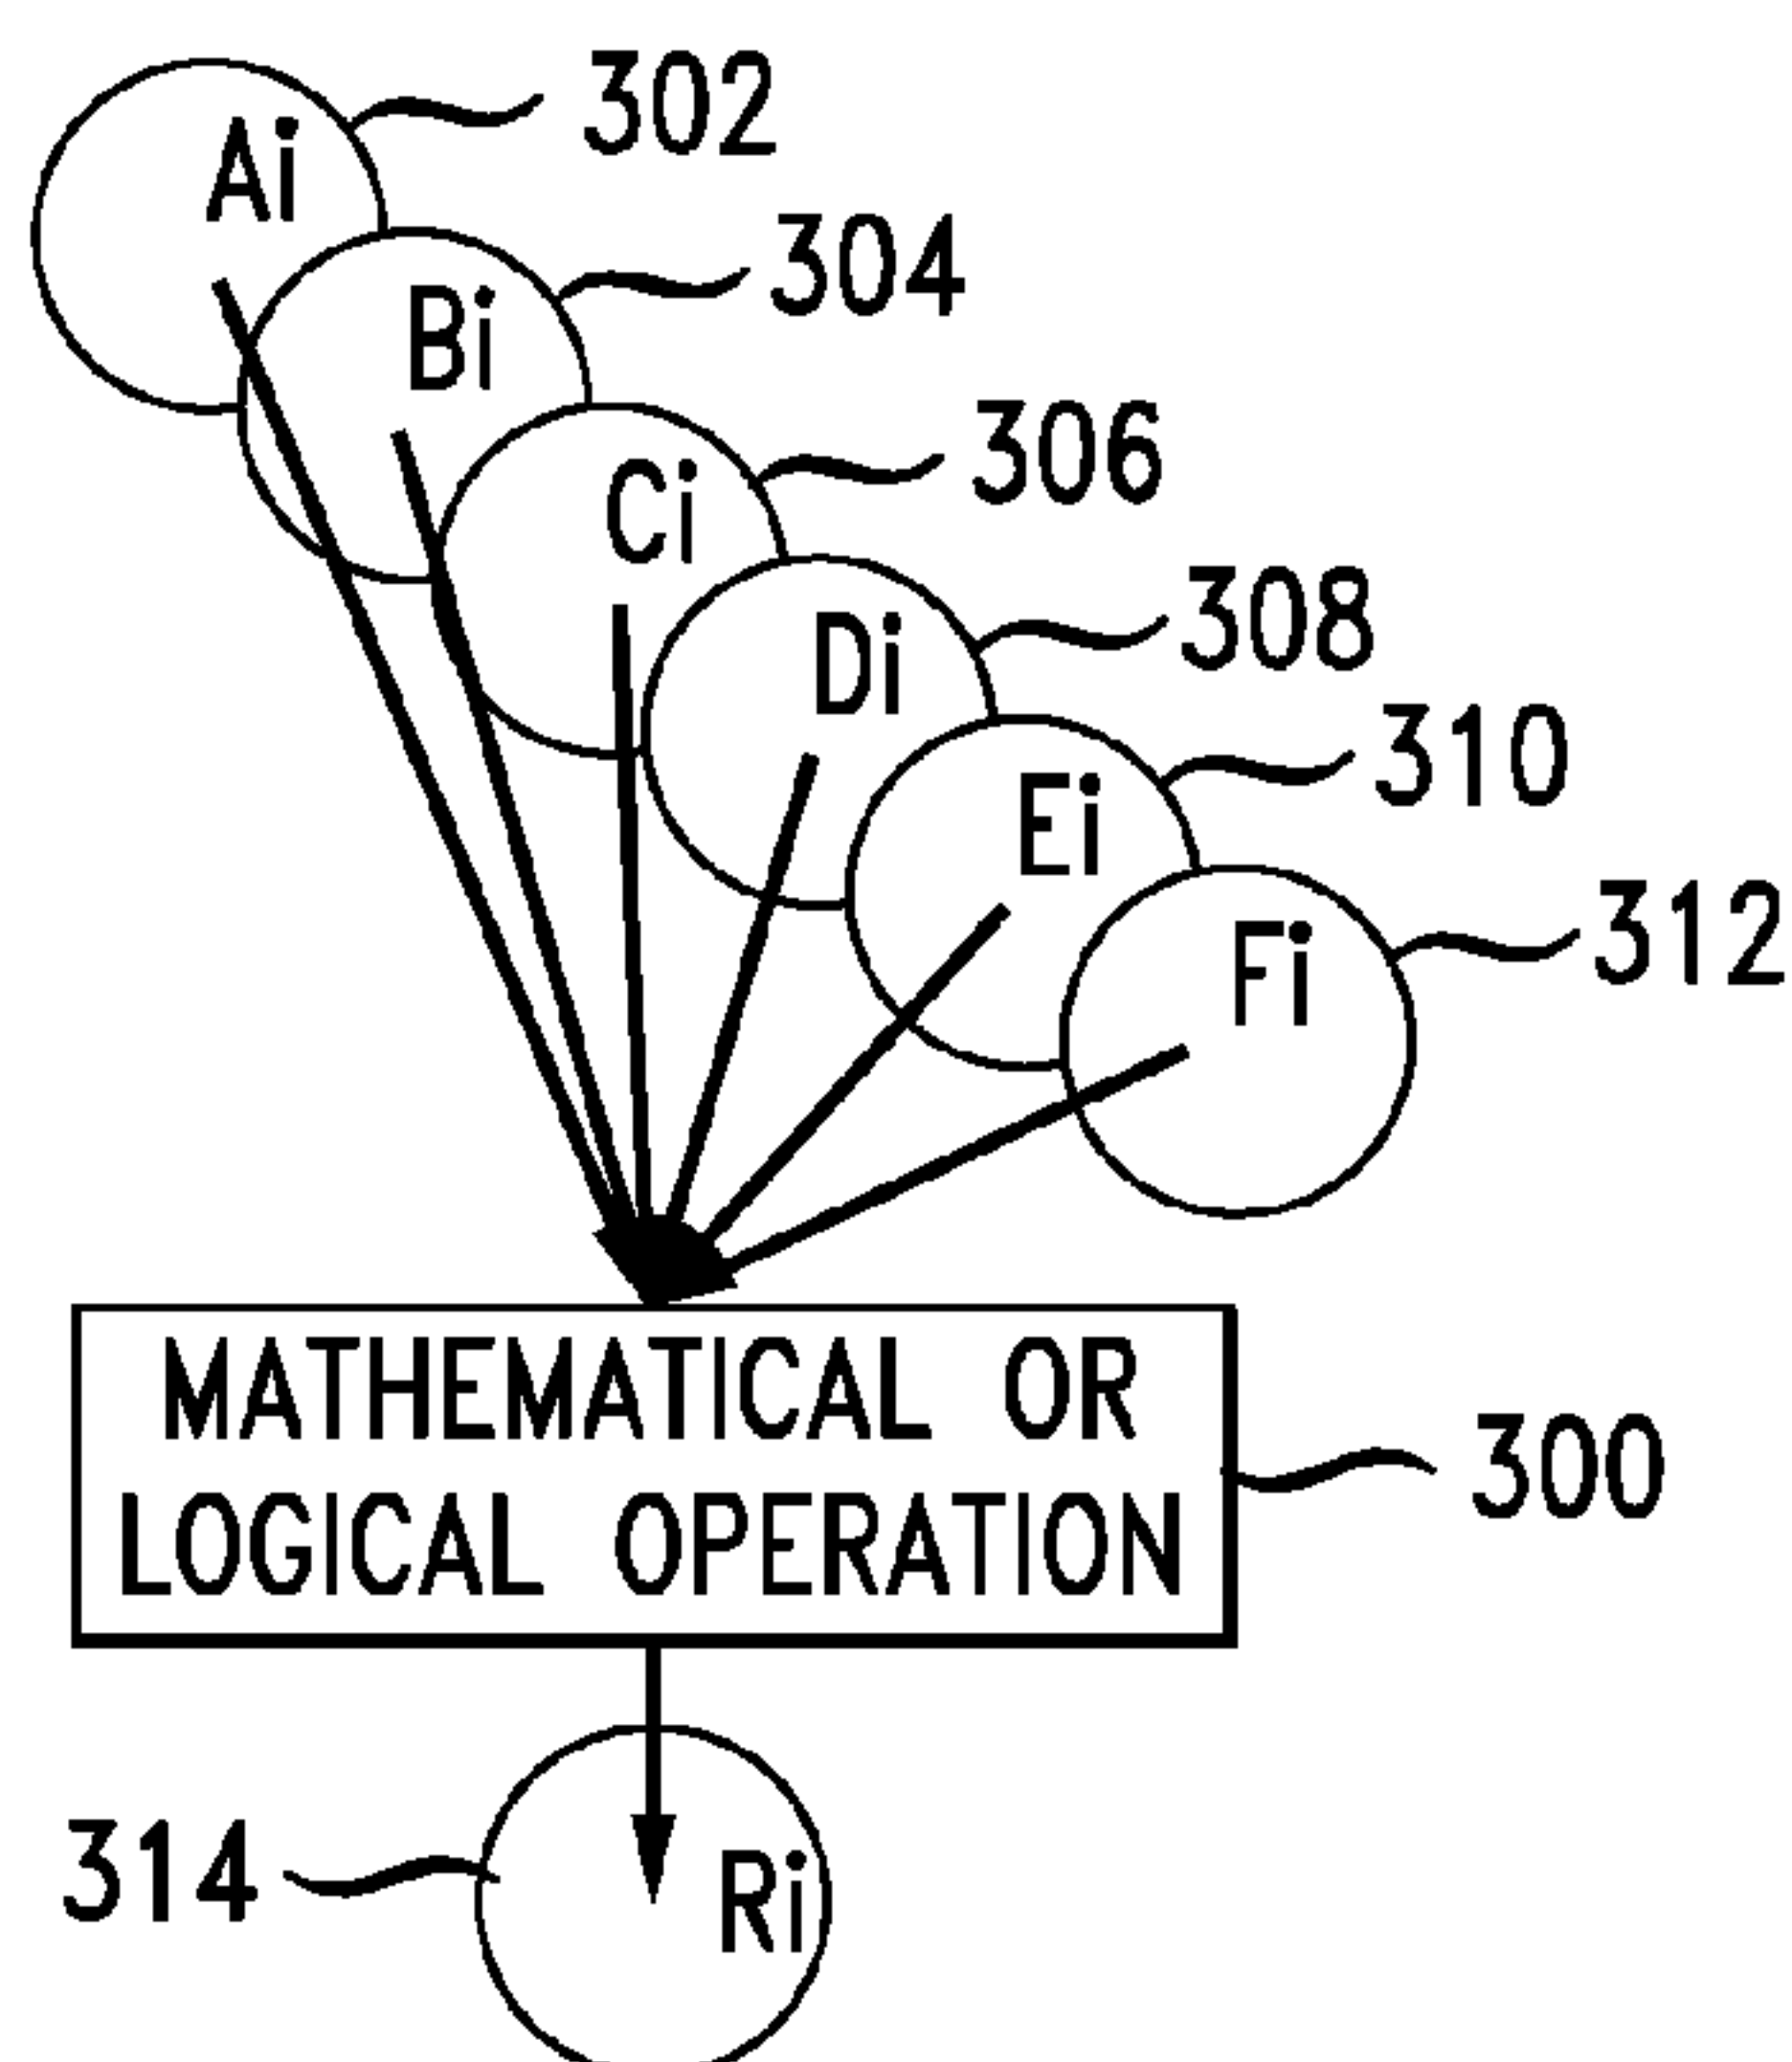 302
Ai
304
Bi
306
Ci
308
Di
310
Ei
312
Fi
MATHEMATICAL OR
LOGICAL OPERATION
300
314
Ri